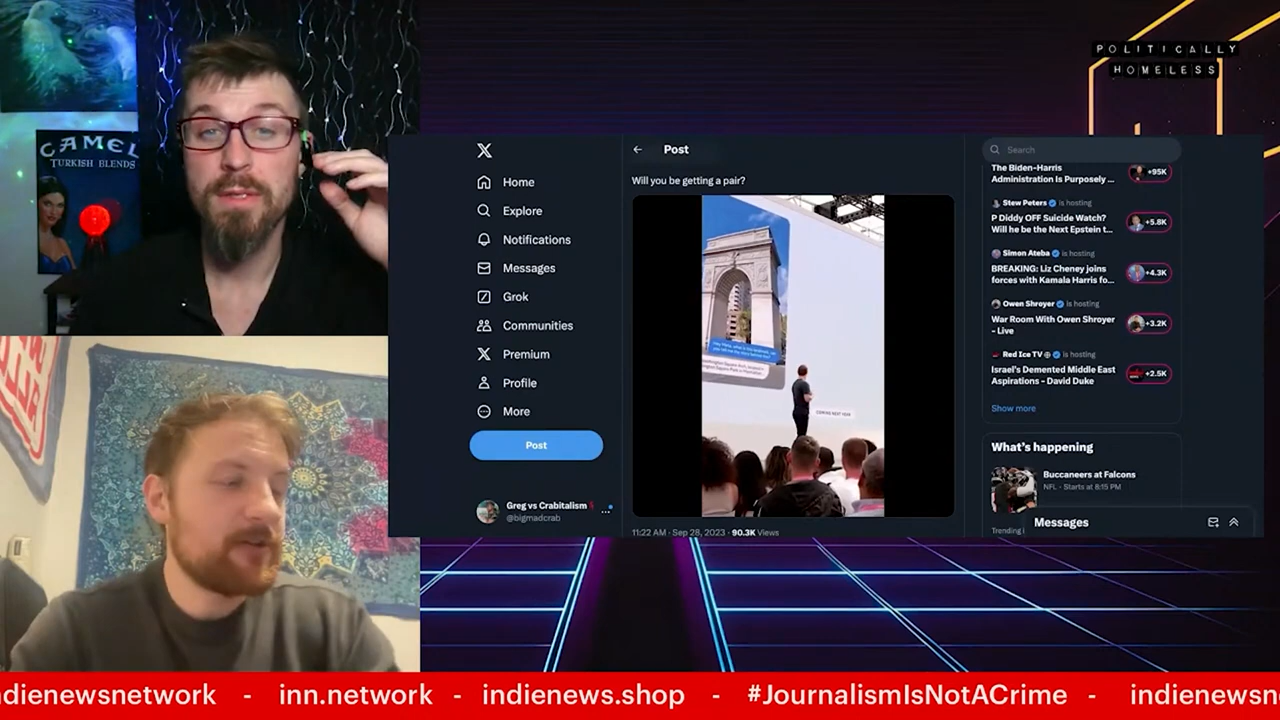 POLITICALLY
HOMELESS
CAMEL
TURKISH BLENDS
Home
Explore
Notifications
Messages
Grok
Communities
Premium
Profile
More
Post
Greg vs Crabitalism
@bigmadcrab
Post
Will you be getting a pair?
COMING NEXT YEAR
11:22 AM · Sep 28, 2023 · 90.3K Views
Search
The Biden-Harris
Administration Is Purposely ...
+95K
Stew Peters is hosting
P Diddy OFF Suicide Watch?
Will he be the Next Epstein t...
+5.8K
Simon Ateba is hosting
BREAKING: Liz Cheney joins
forces with Kamala Harris fo...
+4.3K
Owen Shroyer is hosting
War Room With Owen Shroyer
- Live
+3.2K
Red Ice TV is hosting
Israel's Demented Middle East
Aspirations - David Duke
+2.5K
Show more
What's happening
Buccaneers at Falcons
NFL · Starts at 8:15 PM
Trending i
Messages
ndienewsnetwork - inn.network - indienews.shop - #JournalismIsNotACrime - indienewsn